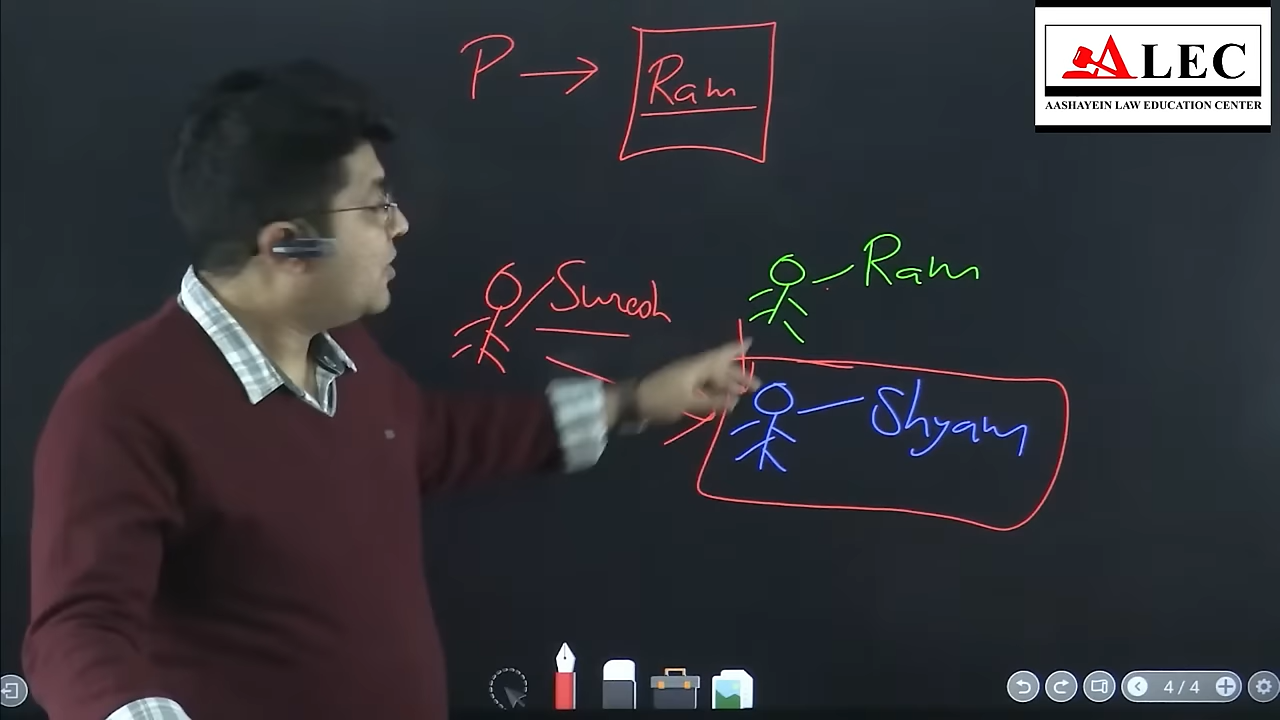 ALEC
AASHAYEIN LAW EDUCATION CENTER
P → Ram
Suresh
Ram
Shyam
4/4